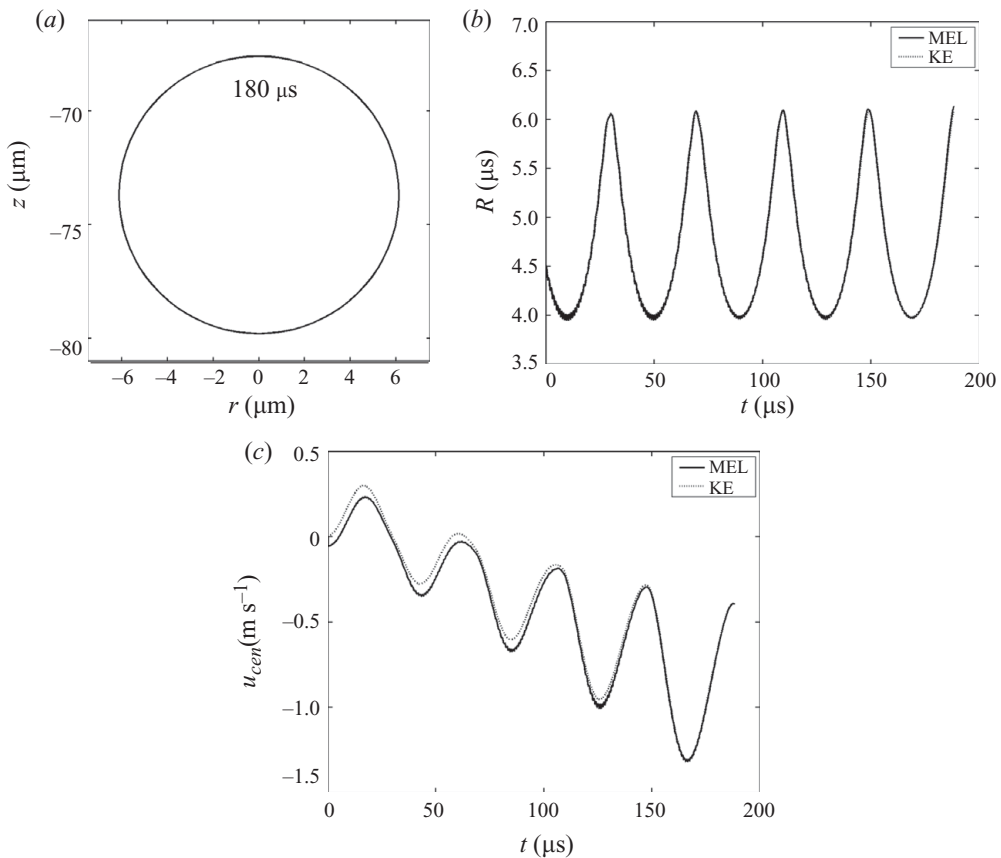 (a)
180 μs
z (μm)
–70
–75
–80
–6 –4 –2 0 2 4 6
r (μm)
(b)
MEL
KE
R (μs)
7.0
6.5
6.0
5.5
5.0
4.5
4.0
3.5
0 50 100 150 200
t (μs)
(c)
MEL
KE
u_cen (m s⁻¹)
0.5
0
–0.5
–1.0
–1.5
0 50 100 150 200
t (μs)